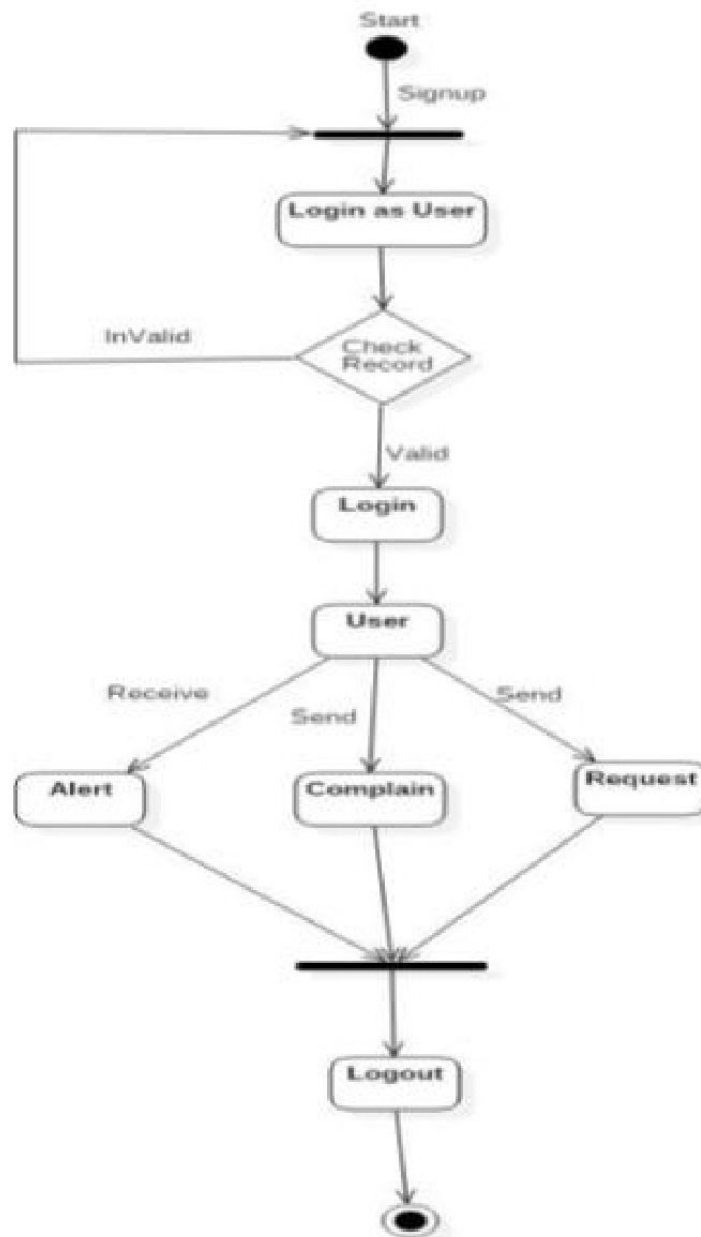 Start
Signup
Login as User
InValid
Check
Record
Valid
Login
User
Receive
Send
Send
Alert
Complain
Request
Logout